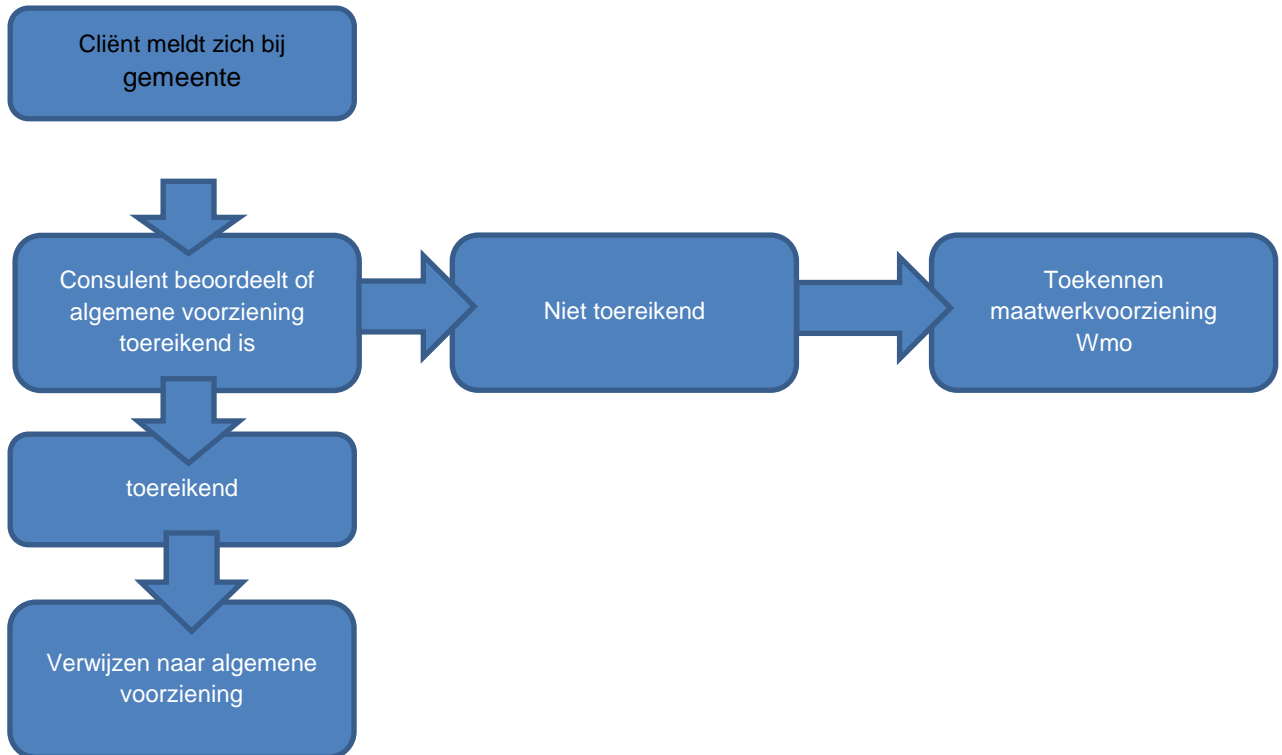 Cliënt meldt zich bij
gemeente
Consulent beoordeelt of
algemene voorziening
toereikend is
Niet toereikend
Toekennen
maatwerkvoorziening
Wmo
toereikend
Verwijzen naar algemene
voorziening